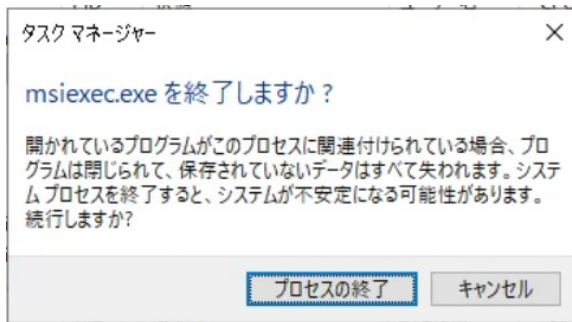 タスク マネージャー
msiexec.exe を終了しますか?
開かれているプログラムがこのプロセスに関連付けられている場合、プロ
グラムは閉じられて、保存されていないデータはすべて失われます。システ
ム プロセスを終了すると、システムが不安定になる可能性があります。
続行しますか?
プロセスの終了
キャンセル